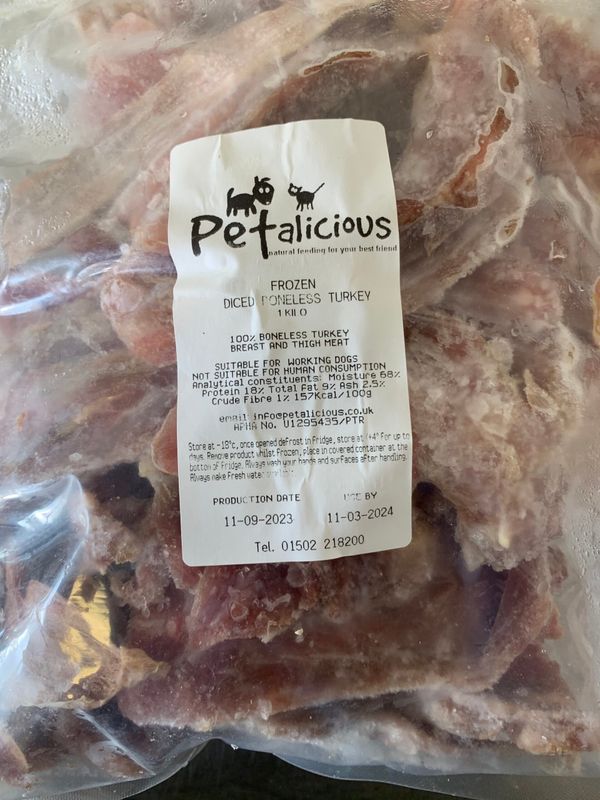 Petalicious
natural feeding for your best friend
FROZEN
DICED BONELESS TURKEY
1 KILO
100% BONELESS TURKEY
BREAST AND THIGH MEAT
SUITABLE FOR WORKING DOGS
NOT SUITABLE FOR HUMAN CONSUMPTION
Analytical constituents: Moisture 68%
Protein 18% Total Fat 9% Ash 2.5%
Crude Fibre 1% 157Kcal/100g
email info@petalicious.co.uk
APHA No. U1295435/PTR
Store at -18°c, once opened defrost in Fridge, store at +4° For up to
days. Remove product whilst Frozen, place in covered container at the
bottom of Fridge. Always wash your hands and surfaces after handling.
Always make Fresh water
PRODUCTION DATE USE BY
11-09-2023 11-03-2024
Tel. 01502 218200